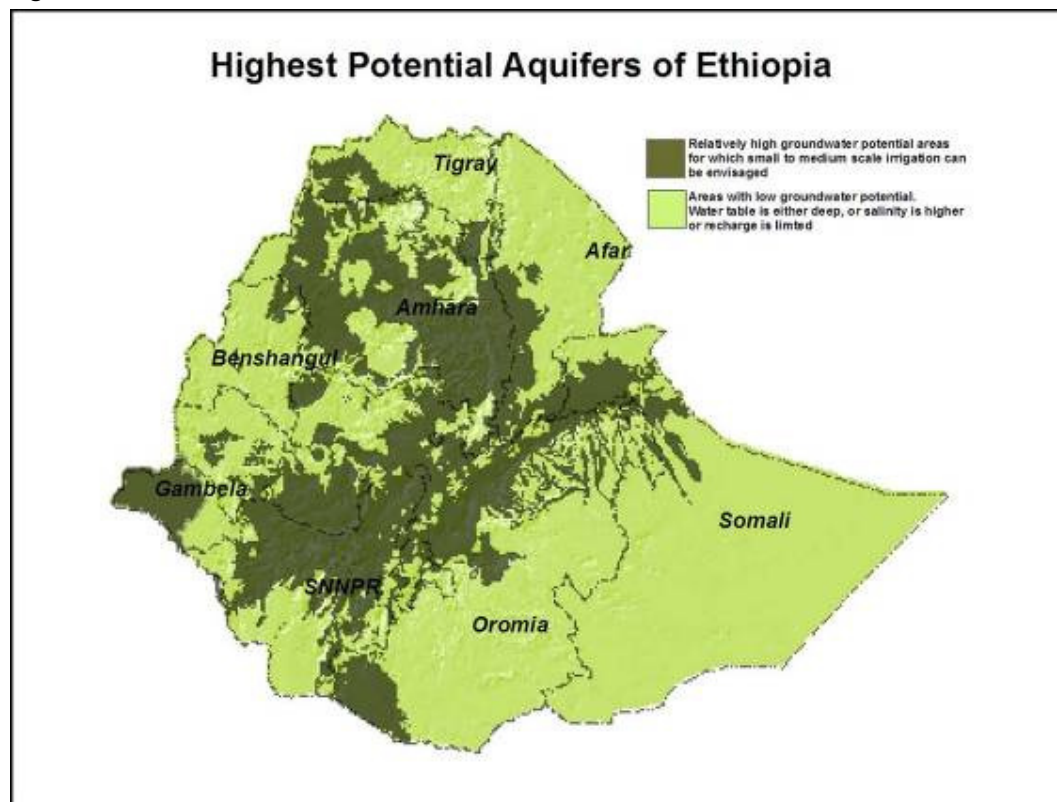 Highest Potential Aquifers of Ethiopia
Relatively high groundwater potential areas
for which small to medium scale irrigation can
be envisaged
Areas with low groundwater potential.
Water table is either deep, or salinity is higher
or recharge is limted
Tigray
Afar
Amhara
Benshangul
Gambela
Somali
SNNPR
Oromia